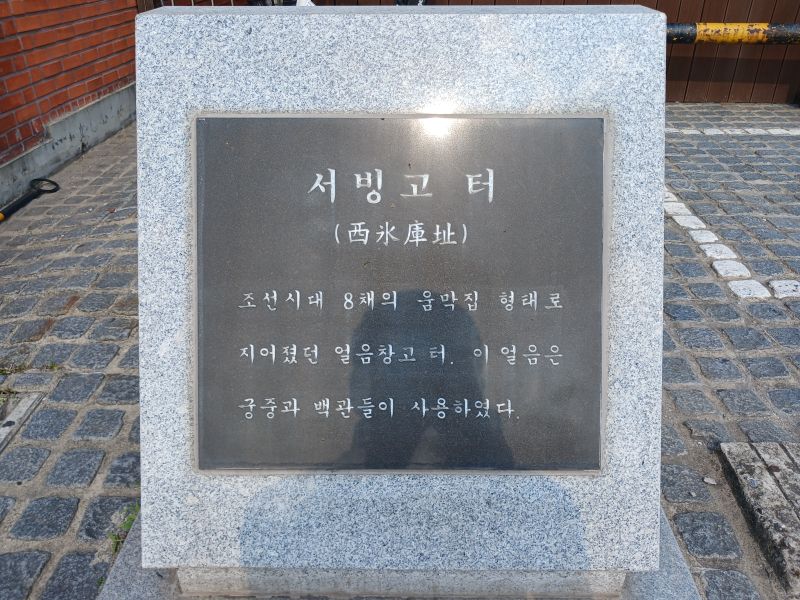 서빙고 터
(西氷庫址)
조선시대 8채의 움막집 형태로
지어졌던 얼음창고 터. 이 얼음은
궁중과 백관들이 사용하였다.